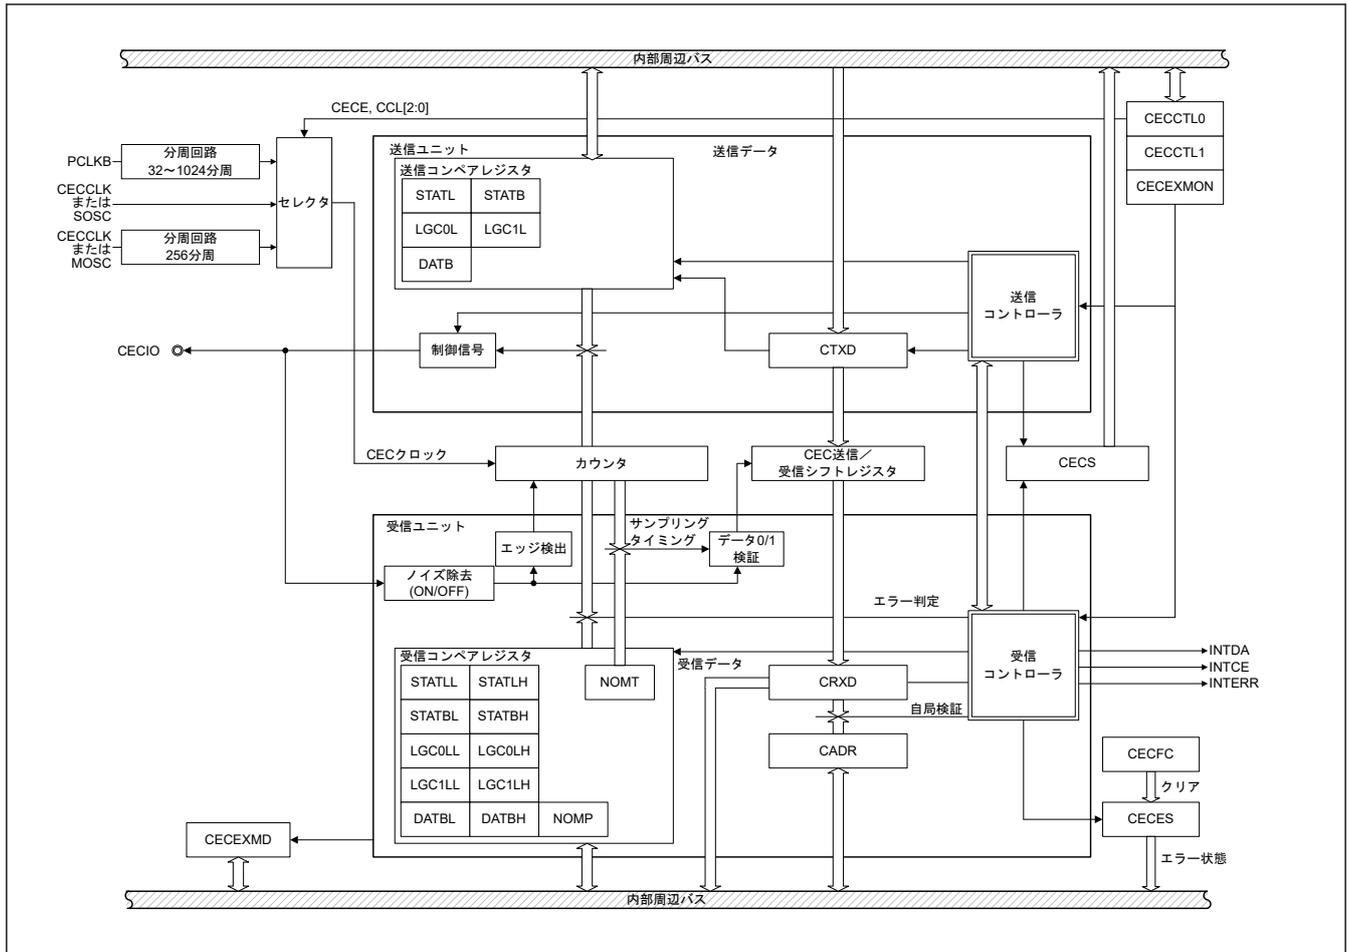 内部周辺バス
CECE, CCL[2:0]
CECCTL0
CECCTL1
CECEXMON
PCLKB
分周回路
32～1024分周
CECCLK
または
SOSC
セレクタ
CECCLK
または
MOSC
分周回路
256分周
送信ユニット
送信データ
送信コンペアレジスタ
STATL
STATB
LGC0L
LGC1L
DATB
送信
コントローラ
CECIO
制御信号
CTXD
CECクロック
カウンタ
CEC送信／
受信シフトレジスタ
CECS
受信ユニット
サンプリング
タイミング
エッジ検出
データ0/1
検証
ノイズ除去
(ON/OFF)
エラー判定
受信コンペアレジスタ
受信データ
STATLL
STATLH
NOMT
CRXD
受信
コントローラ
INTDA
INTCE
INTERR
STATBL
STATBH
自局検証
LGC0LL
LGC0LH
CADR
CECFC
クリア
LGC1LL
LGC1LH
DATBL
DATBH
NOMP
CECES
CECEXMD
エラー状態
内部周辺バス